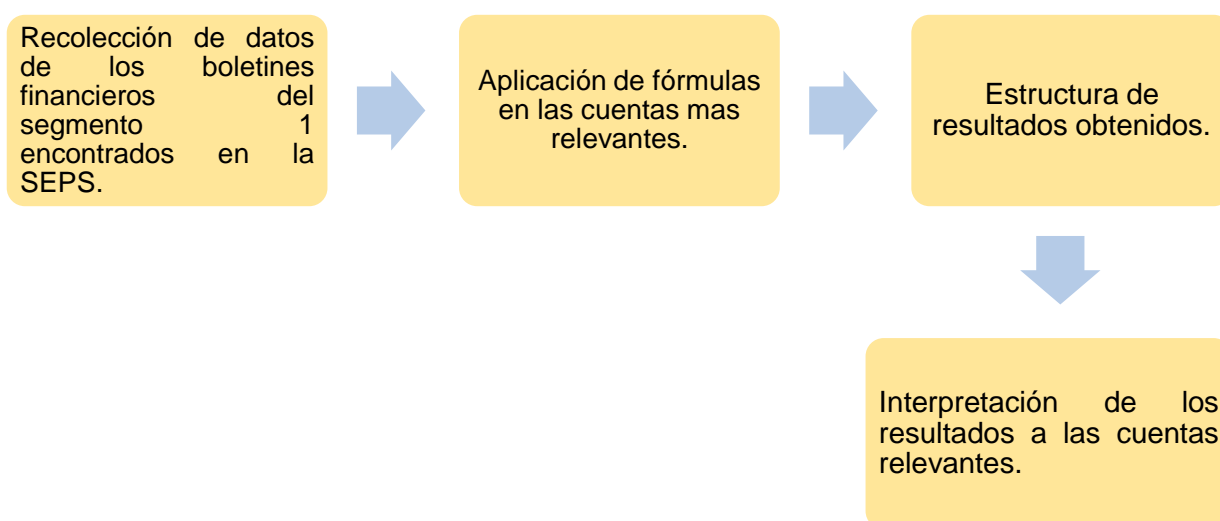 Recolección de datos
de los boletines
financieros del
segmento 1
encontrados en la
SEPS.
Aplicación de fórmulas
en las cuentas mas
relevantes.
Estructura de
resultados obtenidos.
Interpretación de los
resultados a las cuentas
relevantes.